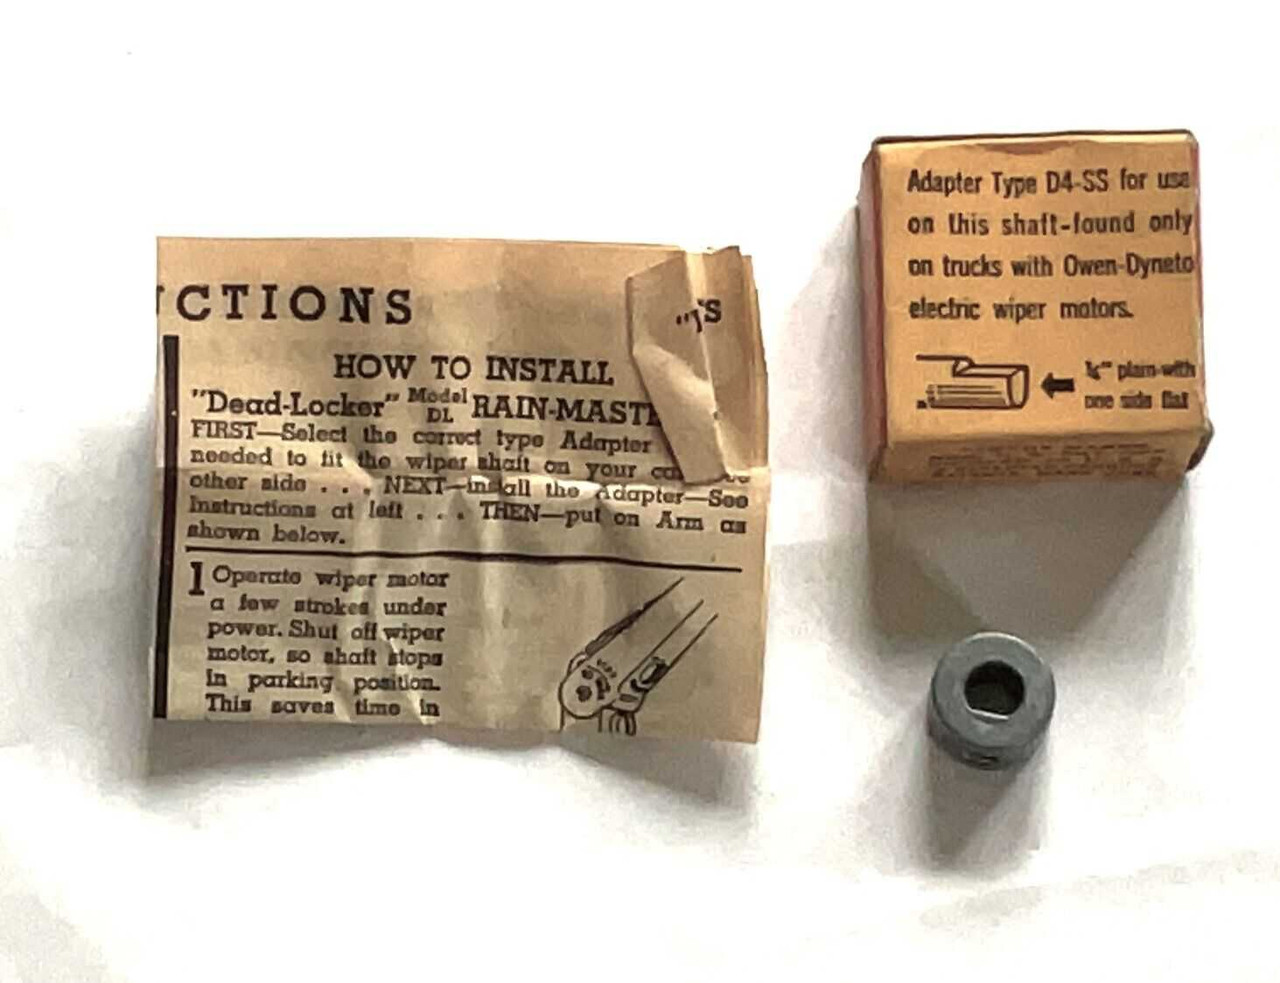 CTIONS
HOW TO INSTALL
"Dead-Locker" Model DL RAIN-MASTE
FIRST—Select the correct type Adapter
needed to fit the wiper shaft on your
other side . . . NEXT—install the Adapter—See
Instructions at left . . . THEN—put on Arm as
shown below.
1 Operate wiper motor
a few strokes under
power. Shut off wiper
motor, so shaft stops
in parking position.
This saves time in
Adapter Type D4-SS for use
on this shaft-found only
on trucks with Owen-Dyneto
electric wiper motors.
plain with
one side flat